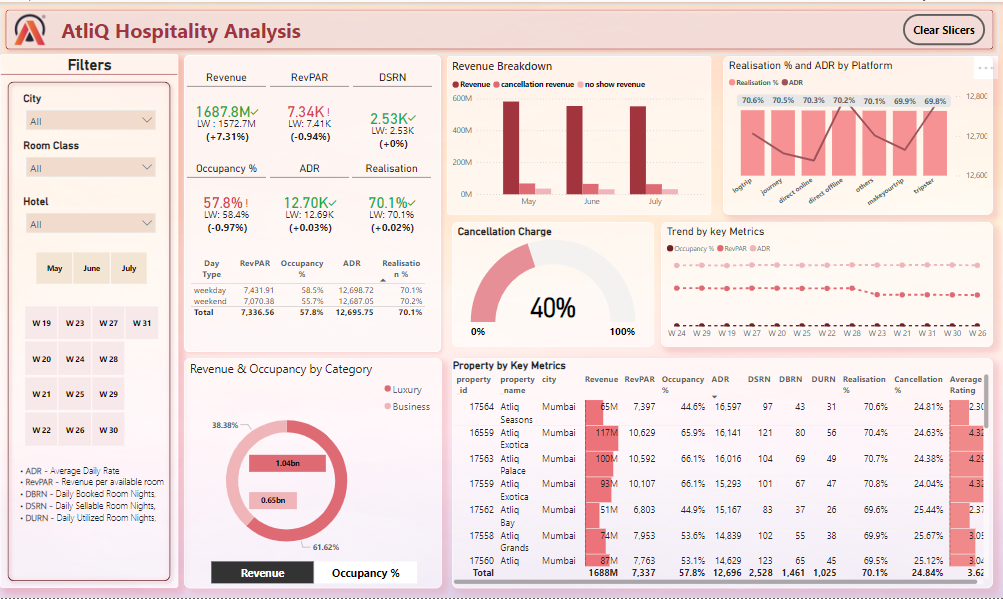 AtliQ Hospitality Analysis
Clear Slicers
Filters
City
All
Room Class
All
Hotel
All
May June July
W 19 W 23 W 27 W 31
W 20 W 24 W 28
W 21 W 25 W 29
W 22 W 26 W 30
• ADR - Average Daily Rate
• RevPAR - Revenue per available room
• DBRN - Daily Booked Room Nights,
• DSRN - Daily Sellable Room Nights,
• DURN - Daily Utilized Room Nights,
Revenue RevPAR DSRN
1687.8M✓ 7.34K! 2.53K✓
LW : 1572.7M LW: 7.41K LW: 2.53K
(+7.31%) (-0.94%) (+0%)
Occupancy % ADR Realisation
57.8%! 12.70K✓ 70.1%✓
LW: 58.4% LW: 12.69K LW: 70.1%
(-0.97%) (+0.03%) (+0.02%)
Day Type RevPAR Occupancy % ADR Realisatio n %
weekday 7,431.91 58.5% 12,698.72 70.1%
weekend 7,070.38 55.7% 12,687.05 70.2%
Total 7,336.56 57.8% 12,695.75 70.1%
Revenue & Occupancy by Category
Luxury
Business
38.38%
1.04bn
0.65bn
61.62%
Revenue Occupancy %
Revenue Breakdown
Revenue cancellation revenue no show revenue
600M
400M
200M
0M
May June July
Realisation % and ADR by Platform
Realisation % ADR
70.6% 70.5% 70.3% 70.2% 70.1% 69.9% 69.8%
12,800
12,700
12,600
logtrip journey direct online direct offline others makeyourtrip tripster
Cancellation Charge
40%
0% 100%
Trend by key Metrics
Occupancy % RevPAR ADR
W 24 W 29 W 19 W 27 W 20 W 25 W 22 W 28 W 23 W 21 W 31 W 30 W 26
Property by Key Metrics
property _id property _name city Revenue RevPAR Occupancy % ADR DSRN DBRN DURN Realisation % Cancellation % Average Rating
17564 Atliq Seasons Mumbai 65M 7,397 44.6% 16,597 97 43 31 70.6% 24.81% 2.30
16559 Atliq Exotica Mumbai 117M 10,629 65.9% 16,141 121 80 56 70.4% 24.63% 4.32
17563 Atliq Palace Mumbai 100M 10,592 66.1% 16,016 104 69 49 70.7% 24.38% 4.29
17559 Atliq Exotica Mumbai 93M 10,107 66.1% 15,293 101 67 47 70.8% 24.04% 4.32
17562 Atliq Bay Mumbai 51M 6,803 44.9% 15,167 83 37 26 69.6% 25.44% 2.37
17558 Atliq Grands Mumbai 74M 7,953 53.6% 14,839 102 55 38 69.9% 25.67% 3.05
17560 Atliq Mumbai 87M 7,763 53.1% 14,629 123 65 45 69.5% 25.12% 3.04
Total 1688M 7,337 57.8% 12,696 2,528 1,461 1,025 70.1% 24.84% 3.62